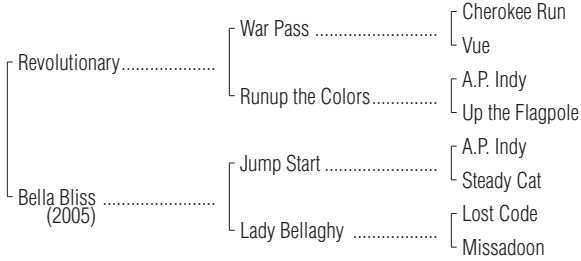 Cherokee Run
War Pass ........................
Vue
Revolutionary....................
A.P. Indy
Runup the Colors..............
Up the Flagpole
A.P. Indy
Jump Start ......................
Steady Cat
Bella Bliss ........................
(2005)
Lost Code
Lady Bellaghy ..................
Missadoon